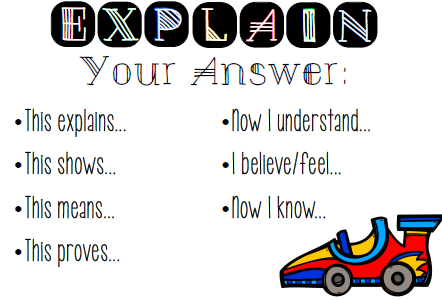 EXPLAIN
Your Answer:
•This explains...
•This shows...
•This means...
•This proves...
•Now I understand...
•I believe/feel...
•Now I know...